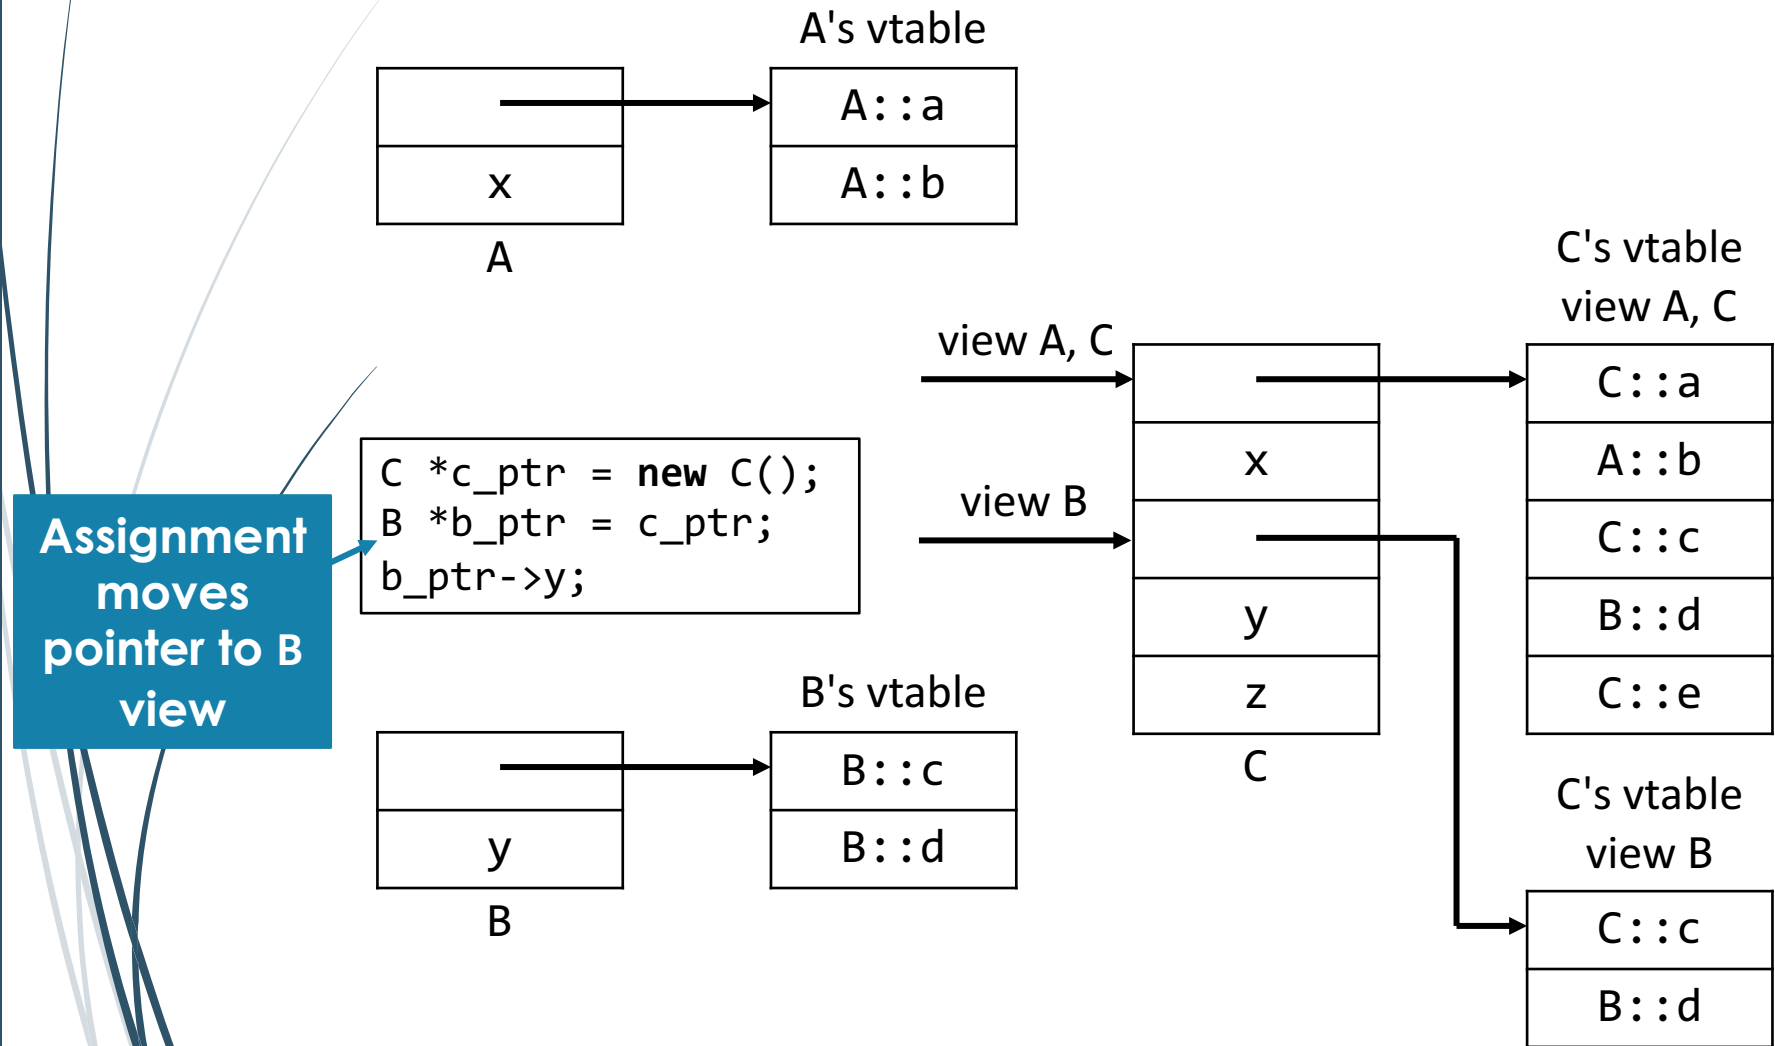 A's vtable
A::a
x
A::b
A
C's vtable
view A, C
view A, C
C::a
x
A::b
C *c_ptr = new C();
B *b_ptr = c_ptr;
b_ptr->y;
view B
C::c
Assignment
moves
pointer to B
view
y
B::d
z
C::e
C
B's vtable
B::c
y
B::d
B
C's vtable
view B
C::c
B::d